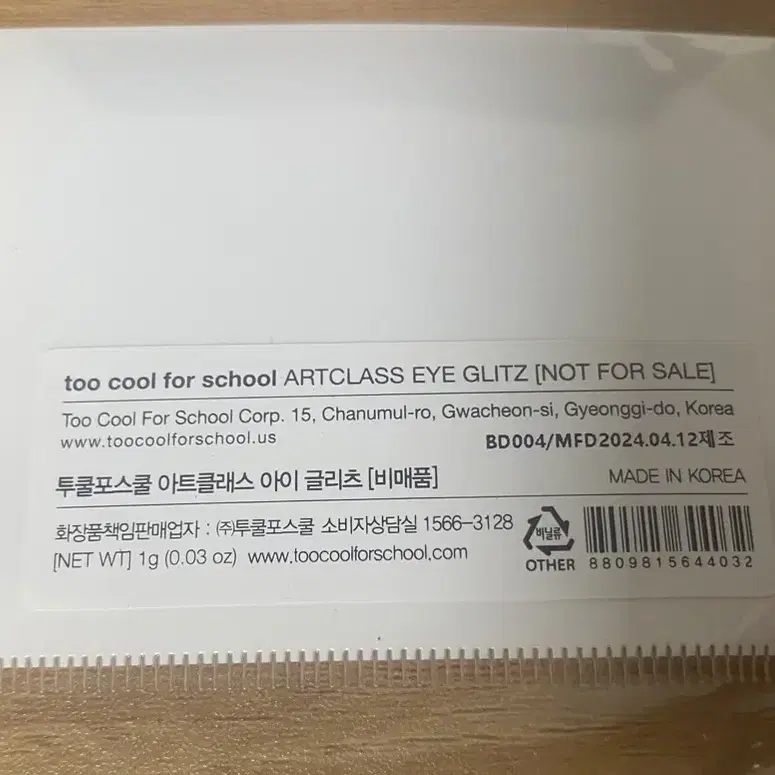 too cool for school ARTCLASS EYE GLITZ [NOT FOR SALE]
Too Cool For School Corp. 15, Chanumul-ro, Gwacheon-si, Gyeonggi-do, Korea
www.toocoolforschool.us
BD004/MFD2024.04.12제조
투쿨포스쿨 아트클래스 아이 글리츠 [비매품]
MADE IN KOREA
화장품책임판매업자 : ㈜투쿨포스쿨 소비자상담실 1566-3128
[NET WT] 1g (0.03 oz) www.toocoolforschool.com
비닐류
OTHER
8809815644032